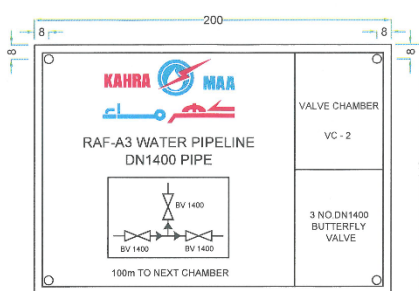 200
8
8
8
8
KAHRA MAA
كهرماء
RAF-A3 WATER PIPELINE
DN1400 PIPE
BV 1400
BV 1400
BV 1400
100m TO NEXT CHAMBER
VALVE CHAMBER
VC - 2
3 NO.DN1400
BUTTERFLY
VALVE